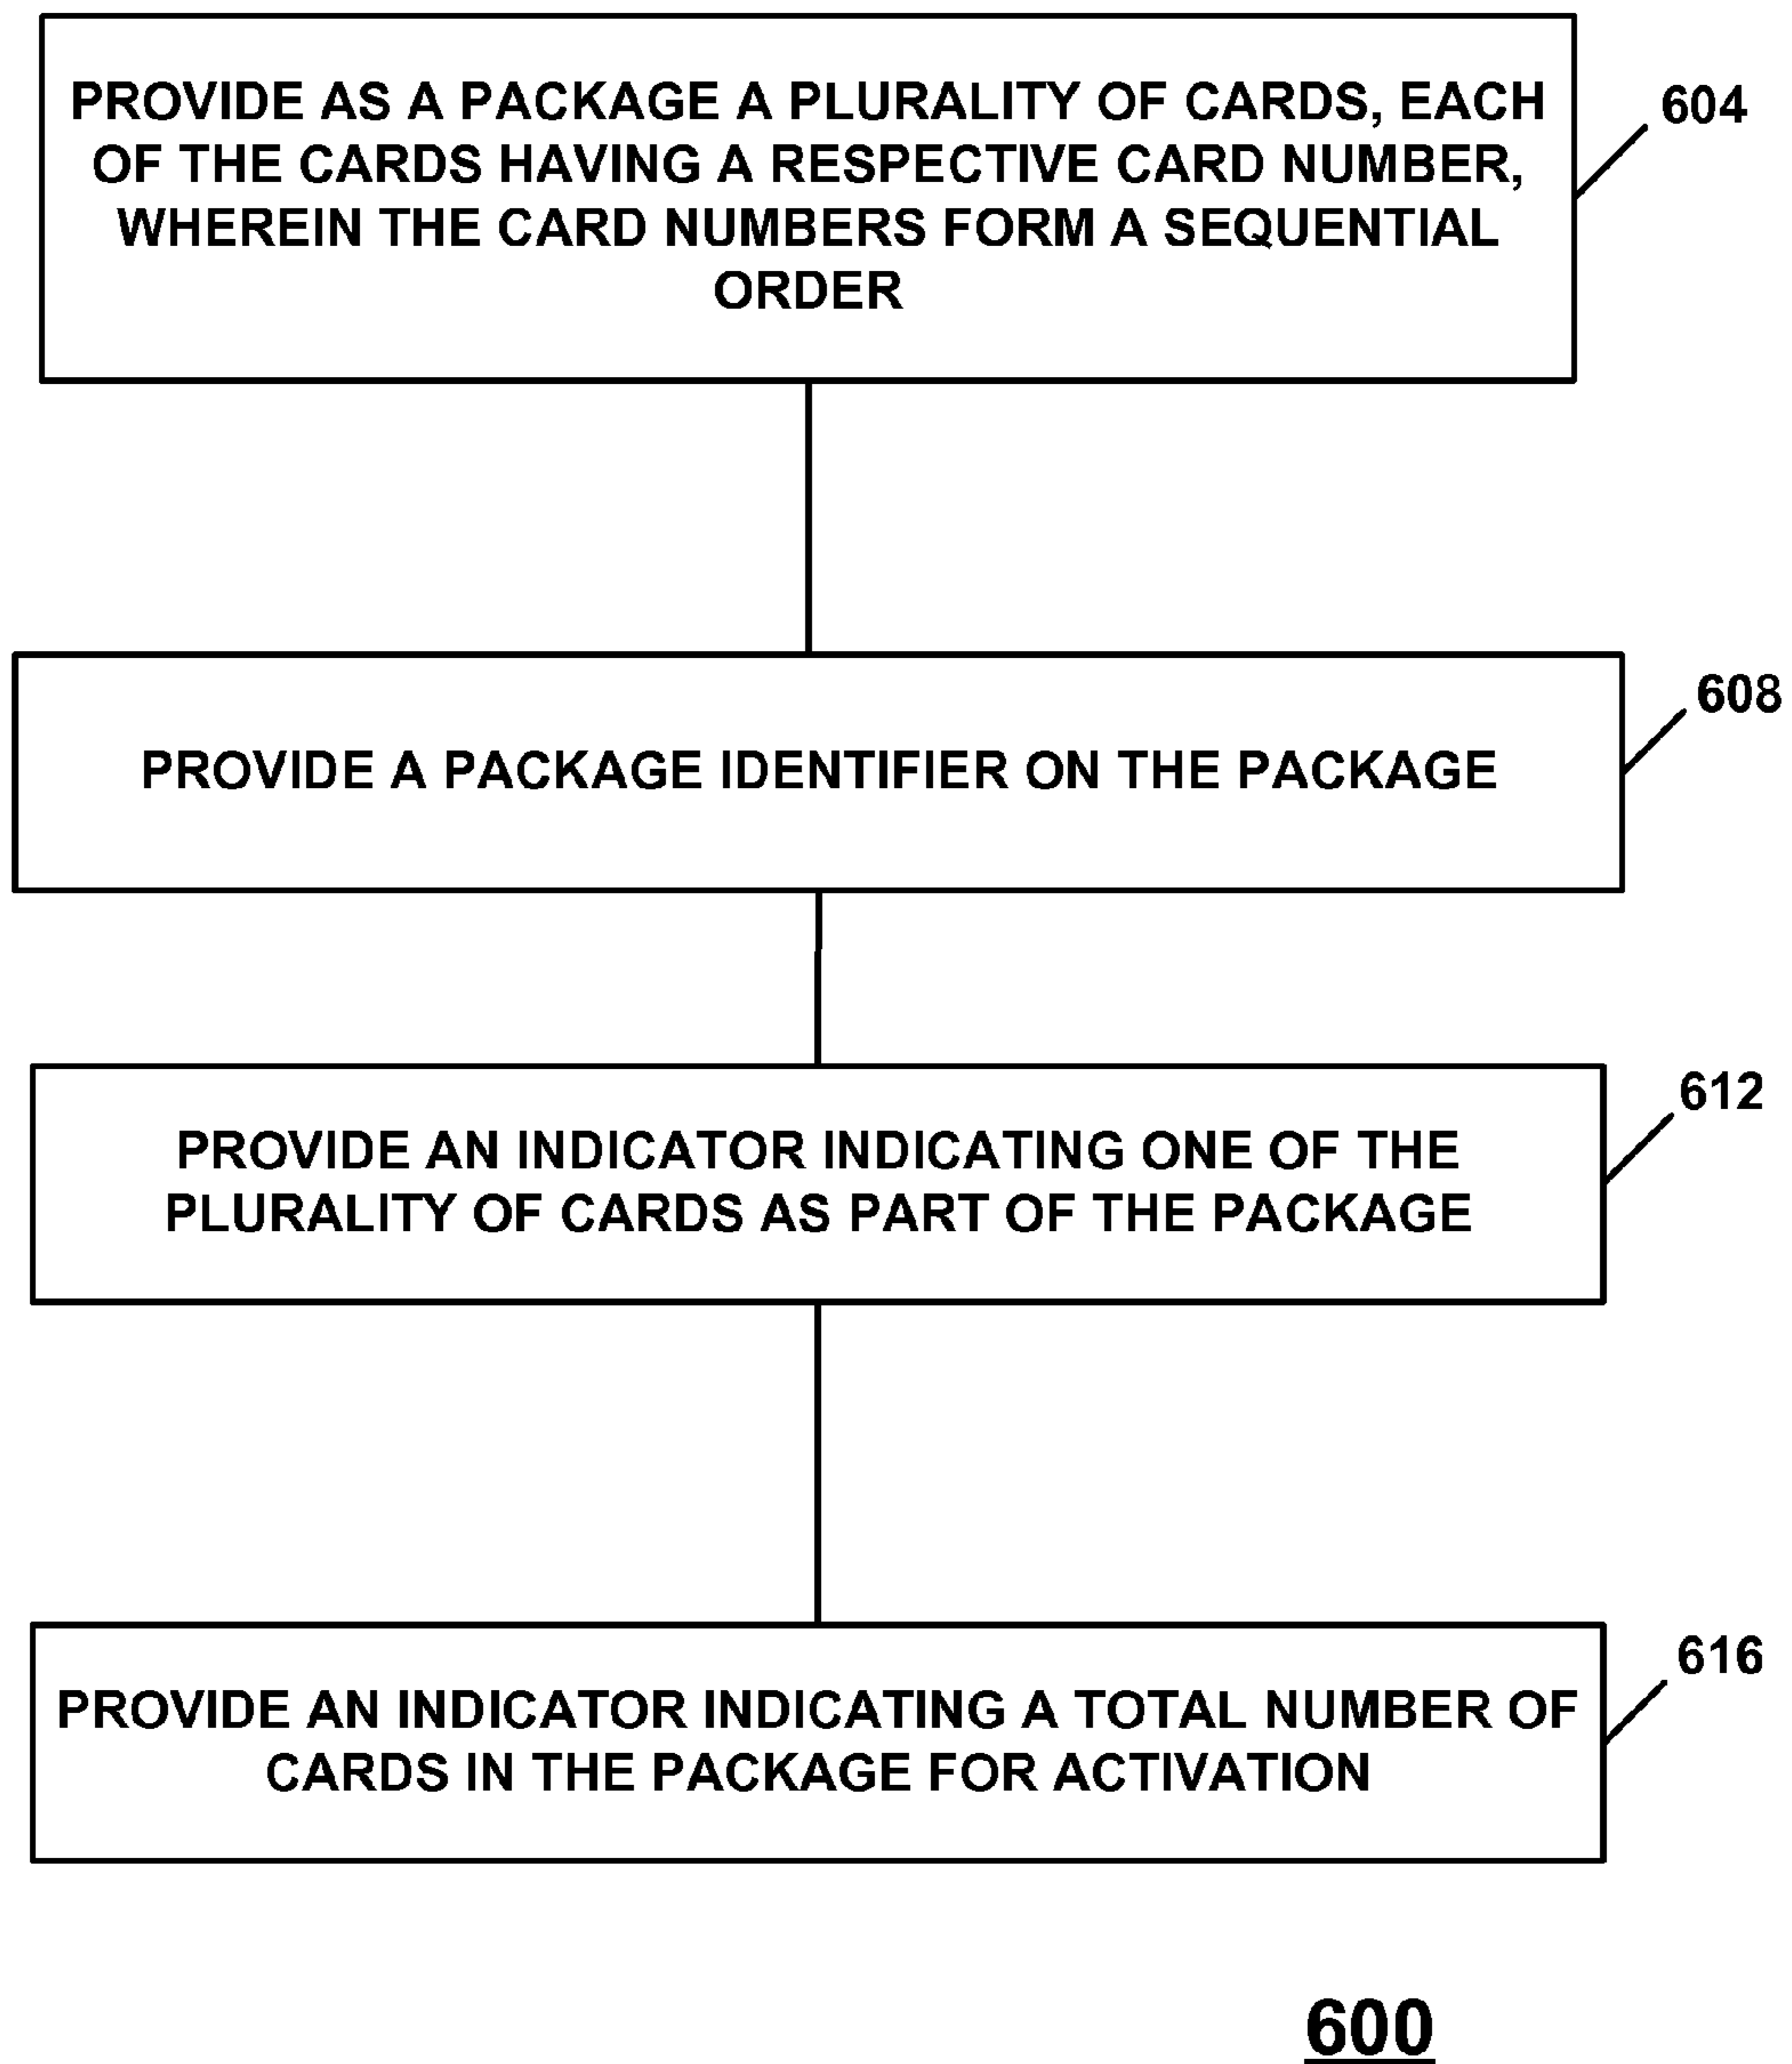 PROVIDE AS A PACKAGE A PLURALITY OF CARDS, EACH
OF THE CARDS HAVING A RESPECTIVE CARD NUMBER,
WHEREIN THE CARD NUMBERS FORM A SEQUENTIAL
ORDER
604
608
PROVIDE A PACKAGE IDENTIFIER ON THE PACKAGE
612
PROVIDE AN INDICATOR INDICATING ONE OF THE
PLURALITY OF CARDS AS PART OF THE PACKAGE
616
PROVIDE AN INDICATOR INDICATING A TOTAL NUMBER OF
CARDS IN THE PACKAGE FOR ACTIVATION
600